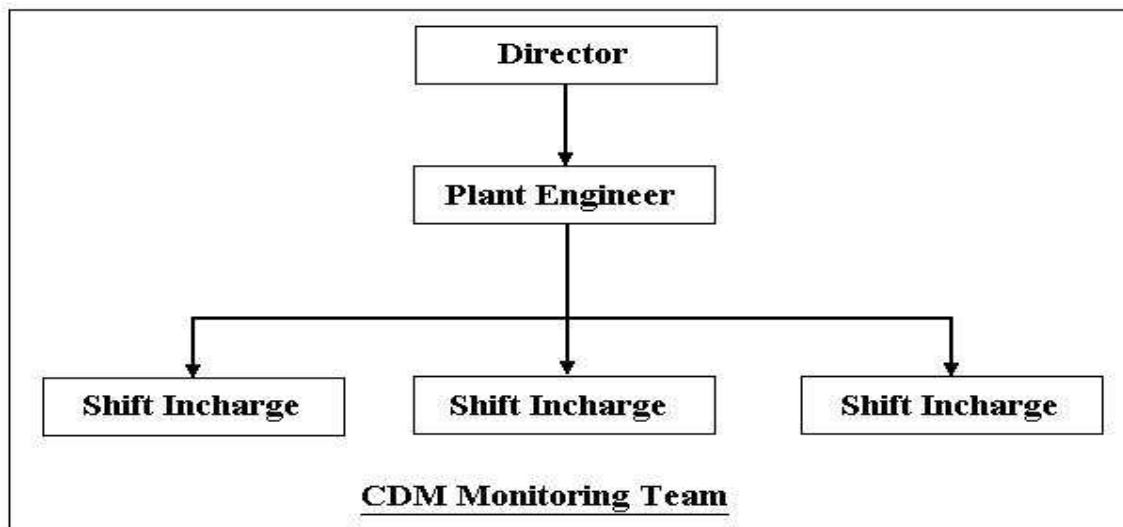 Director
Plant Engineer
Shift Incharge
Shift Incharge
Shift Incharge
CDM Monitoring Team